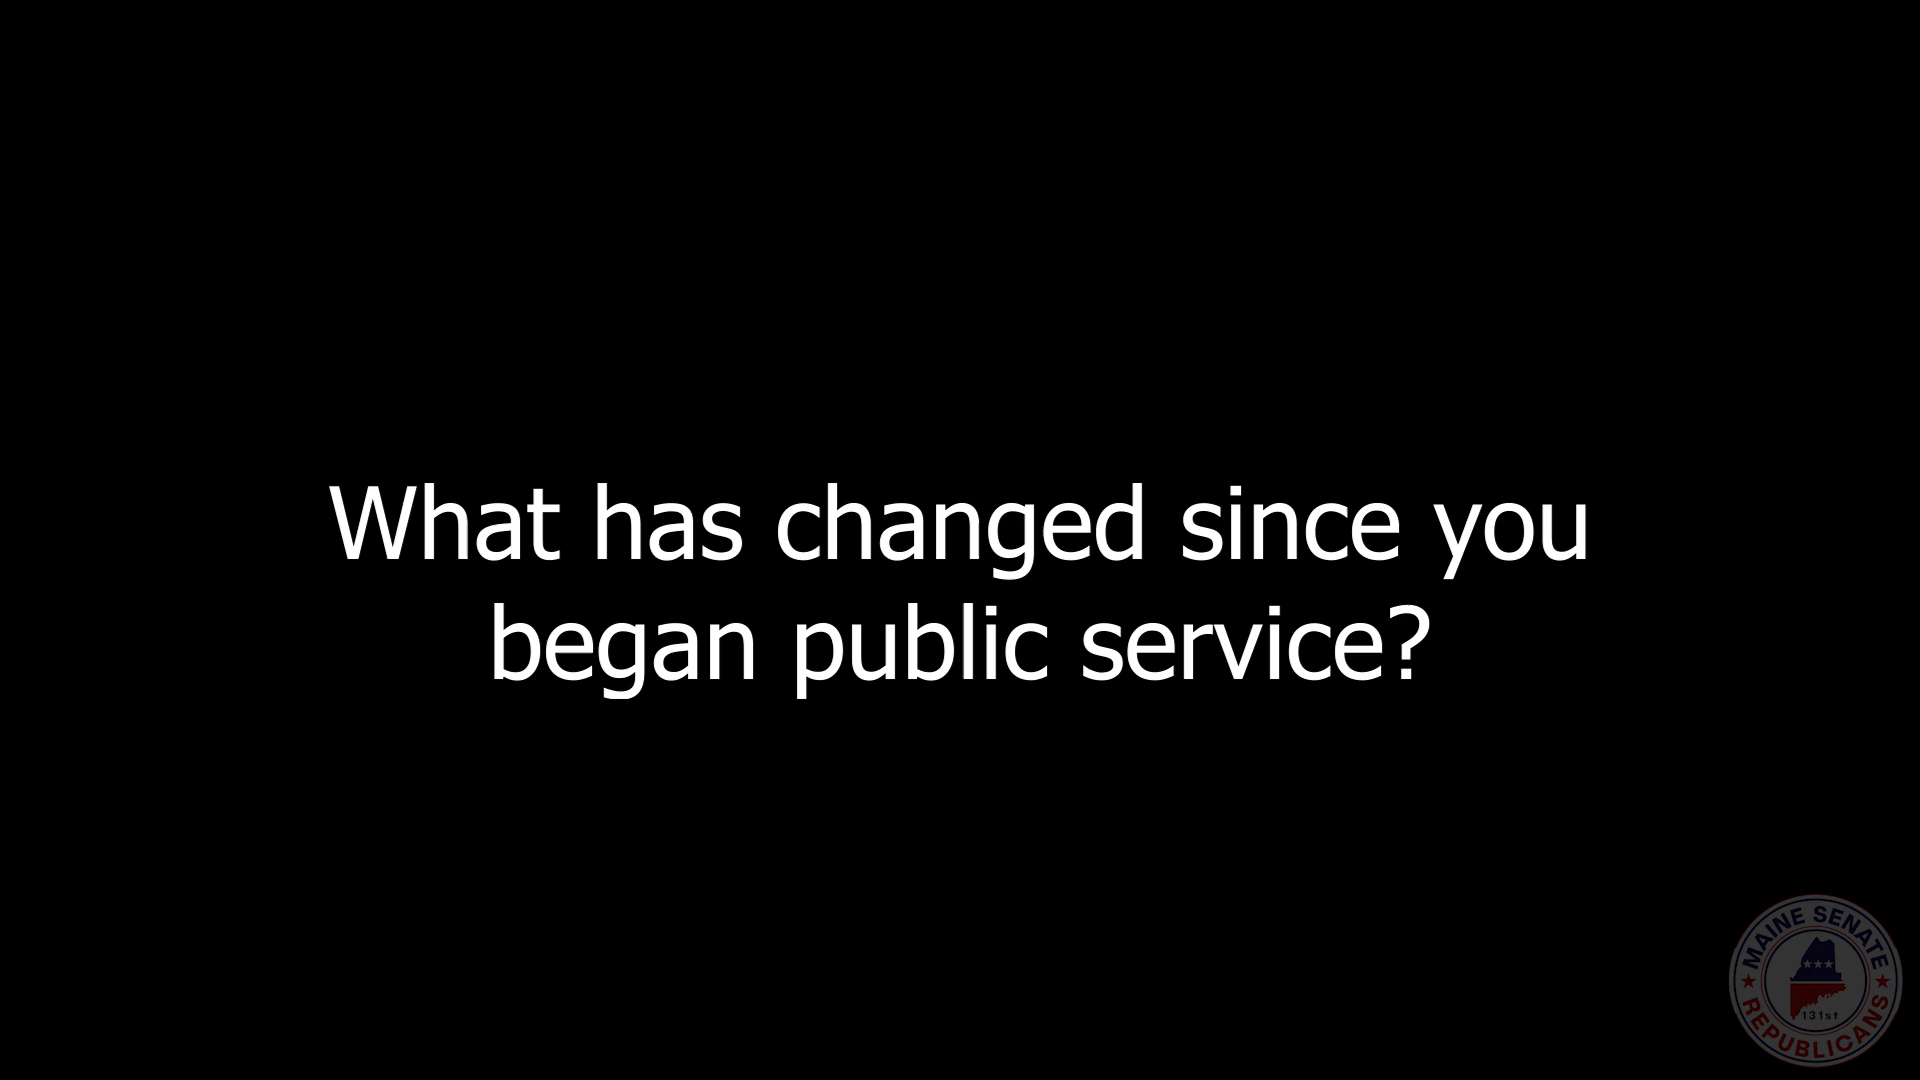 What has changed since you
began public service?
MAINE SENATE
131st
REPUBLICANS